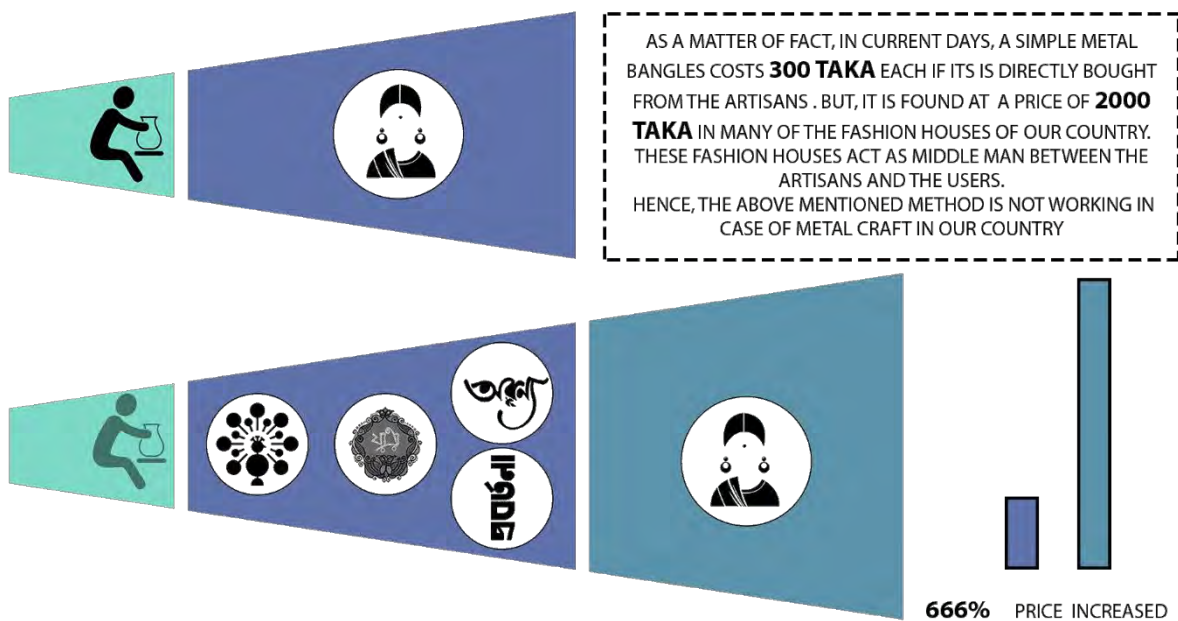 AS A MATTER OF FACT, IN CURRENT DAYS, A SIMPLE METAL
BANGLES COSTS 300 TAKA EACH IF ITS IS DIRECTLY BOUGHT
FROM THE ARTISANS . BUT, IT IS FOUND AT A PRICE OF 2000
TAKA IN MANY OF THE FASHION HOUSES OF OUR COUNTRY.
THESE FASHION HOUSES ACT AS MIDDLE MAN BETWEEN THE
ARTISANS AND THE USERS.
HENCE, THE ABOVE MENTIONED METHOD IS NOT WORKING IN
CASE OF METAL CRAFT IN OUR COUNTRY
666% PRICE INCREASED